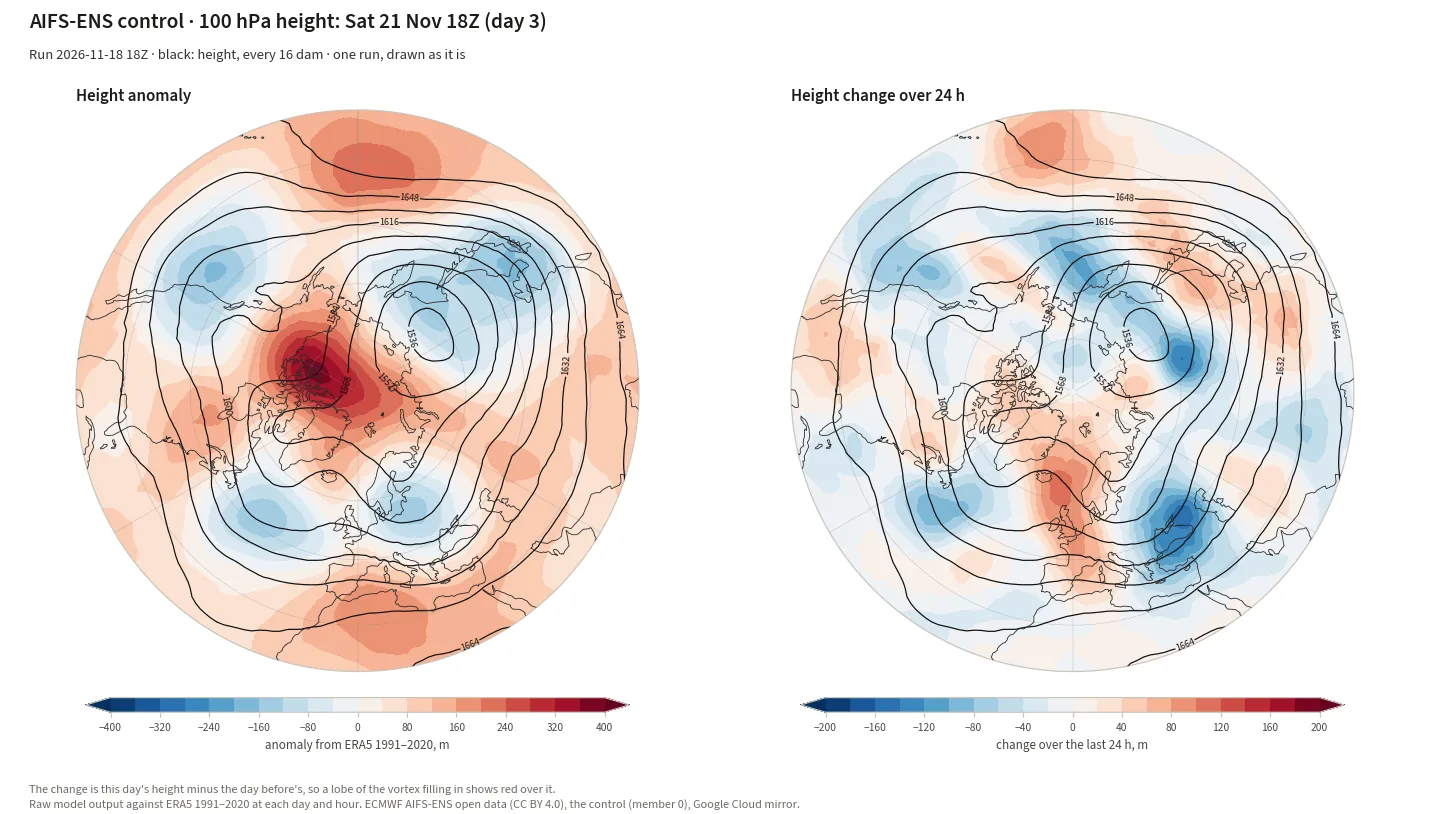 AIFS-ENS control · 100 hPa height: Sat 21 Nov 18Z (day 3)
Run 2026-11-18 18Z · black: height, every 16 dam · one run, drawn as it is
Height anomaly
Height change over 24 h
1648
1616
1664
1632
1536
1568
1600
1664
1648
1616
1664
1632
1536
1568
1600
1664
−400 −320 −240 −160 −80 0 80 160 240 320 400
anomaly from ERA5 1991–2020, m
−200 −160 −120 −80 −40 0 40 80 120 160 200
change over the last 24 h, m
The change is this day's height minus the day before's, so a lobe of the vortex filling in shows red over it.
Raw model output against ERA5 1991–2020 at each day and hour. ECMWF AIFS-ENS open data (CC BY 4.0), the control (member 0), Google Cloud mirror.